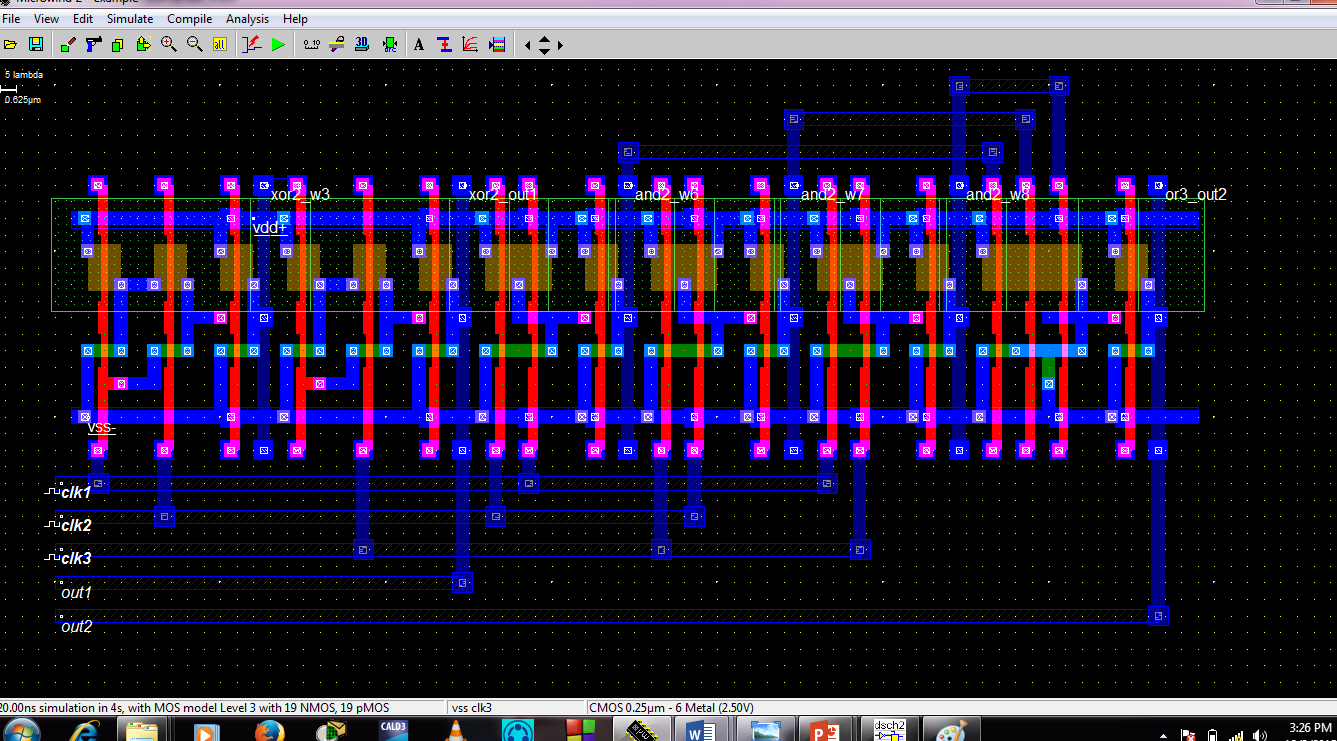 File View Edit Simulate Compile Analysis Help
5 lambda
0.625µm
xor2_w3 xor2_out1 and2_w6 and2_w7 and2_w8 or3_out2
vdd+
vss-
clk1
clk2
clk3
out1
out2
20.00ns simulation in 4s, with MOS model Level 3 with 19 NMOS, 19 pMOS vss clk3 CMOS 0.25µm - 6 Metal (2.50V)
CALD3
dsch2
3:26 PM